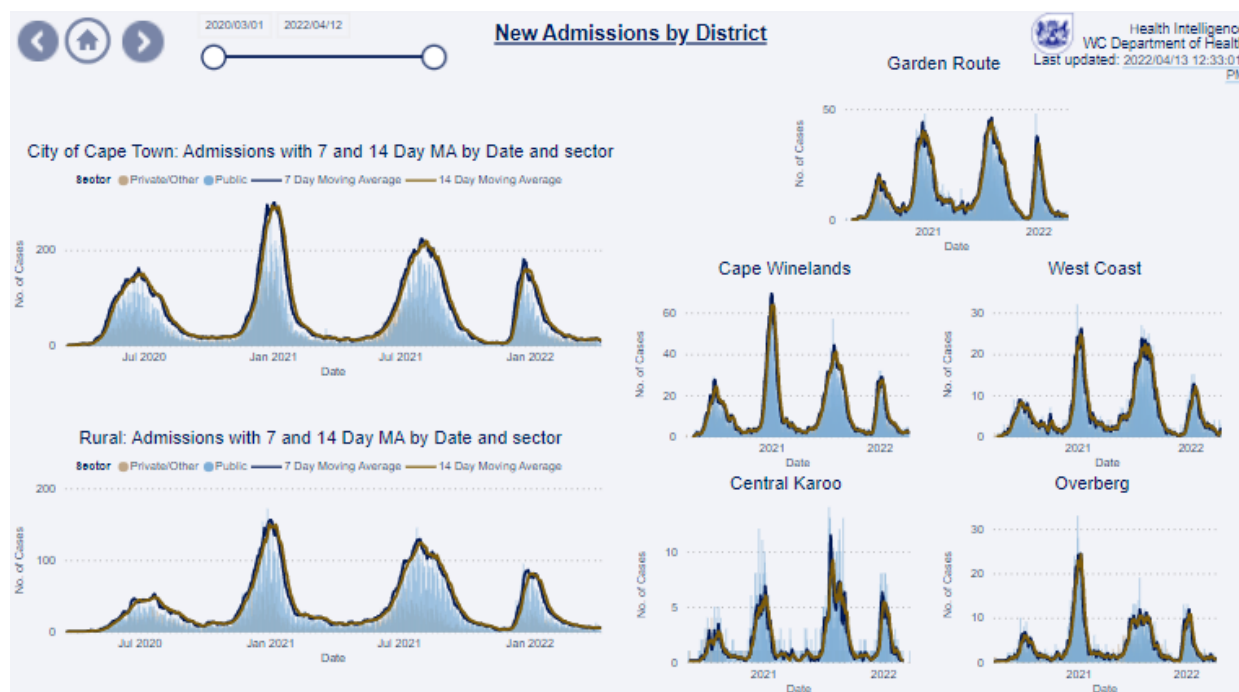 2020/03/01 2022/04/12
New Admissions by District
Health Intelligence
WC Department of Health
Last updated: 2022/04/13 12:33:01
PM
Garden Route
No. of Cases
50
0
2021 2022
Date
City of Cape Town: Admissions with 7 and 14 Day MA by Date and sector
Sector Private/Other Public 7 Day Moving Average 14 Day Moving Average
No. of Cases
200
0
Jul 2020 Jan 2021 Jul 2021 Jan 2022
Date
Cape Winelands
No. of Cases
60
40
20
0
2021 2022
Date
West Coast
No. of Cases
30
20
10
0
2021 2022
Date
Rural: Admissions with 7 and 14 Day MA by Date and sector
Sector Private/Other Public 7 Day Moving Average 14 Day Moving Average
No. of Cases
200
100
0
Jul 2020 Jan 2021 Jul 2021 Jan 2022
Date
Central Karoo
No. of Cases
10
5
0
2021 2022
Date
Overberg
No. of Cases
30
20
10
0
2021 2022
Date